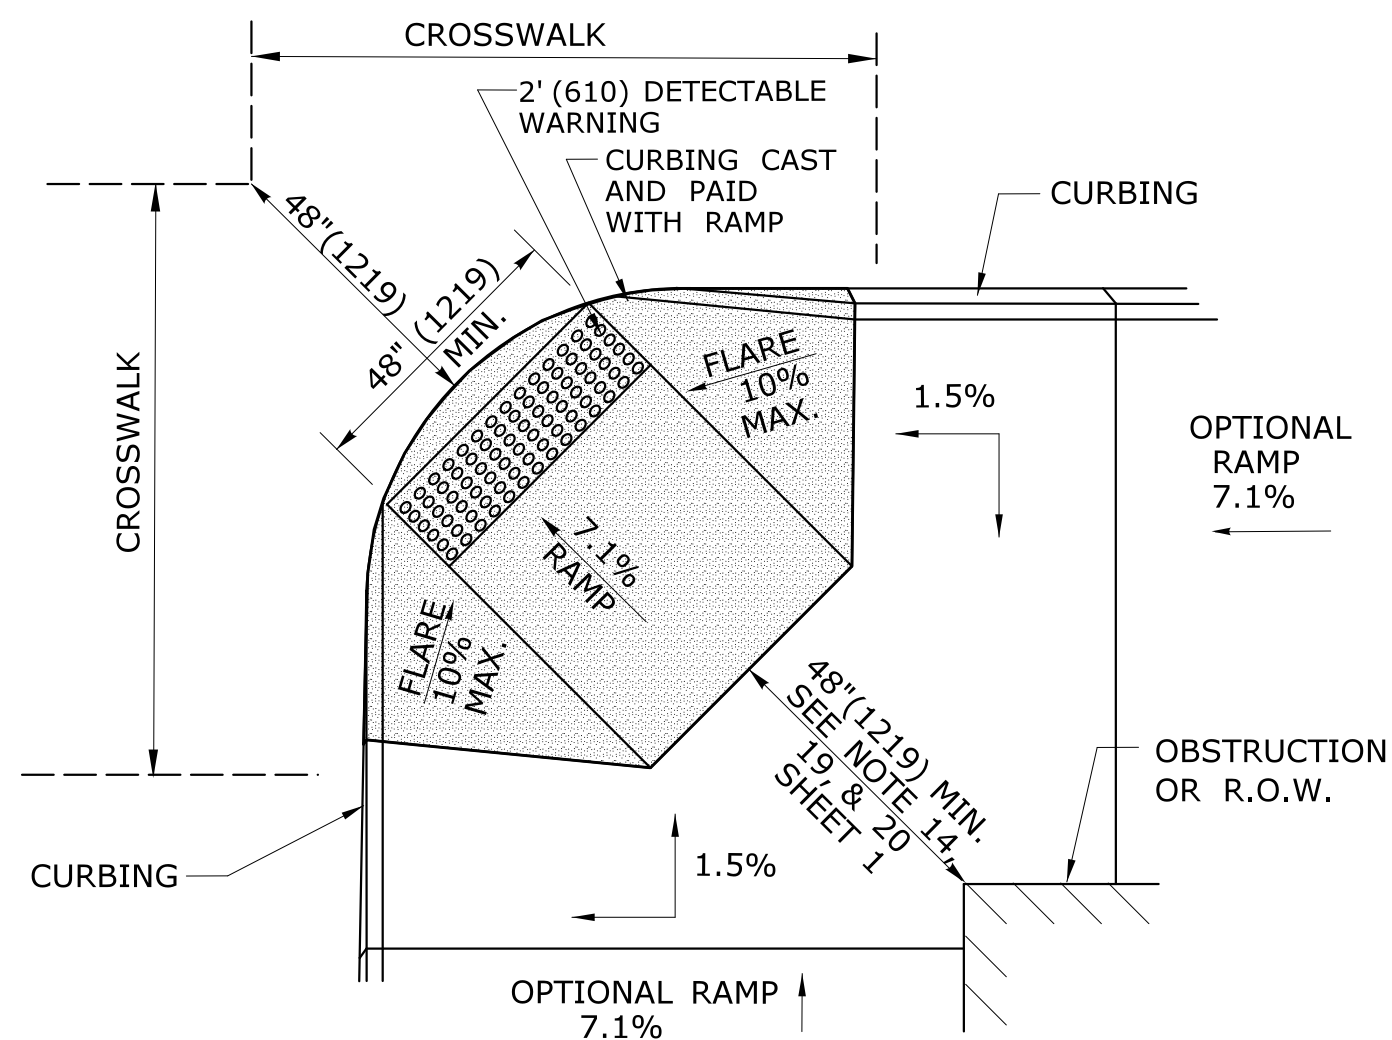 CROSSWALK
2' (610) DETECTABLE
WARNING
CURBING CAST
AND PAID
WITH RAMP
CURBING
48"(1219)
48" (1219)
MIN.
CROSSWALK
FLARE
10%
MAX.
1.5%
OPTIONAL
RAMP
7.1%
7.1%
RAMP
FLARE
10%
MAX.
48"(1219) MIN.
SEE NOTE 14,
19, & 20
SHEET 1
OBSTRUCTION
OR R.O.W.
CURBING
1.5%
OPTIONAL RAMP
7.1%